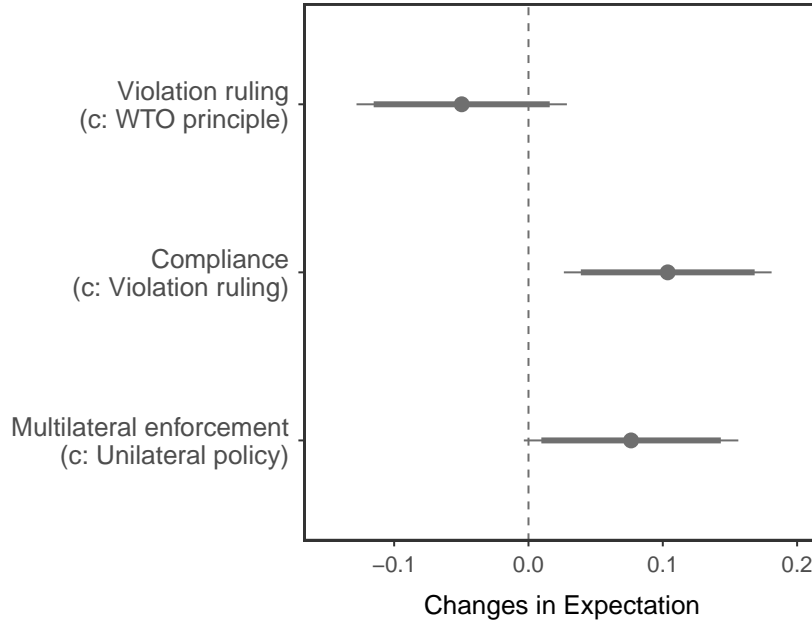 Violation ruling
(c: WTO principle)
Compliance
(c: Violation ruling)
Multilateral enforcement
(c: Unilateral policy)
−0.1 0.0 0.1 0.2
Changes in Expectation